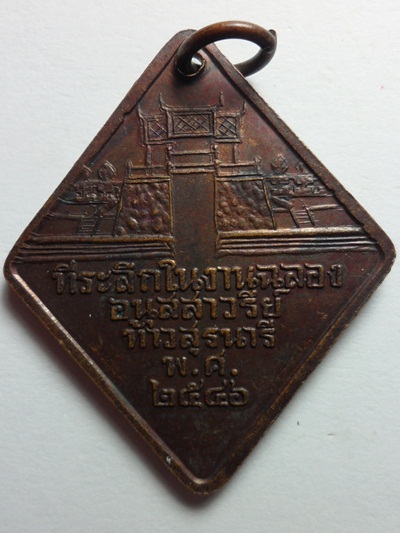 ที่ระลึกในงานฉลอง
อนุสสาวรีย์
ท้าวสุรนารี
พ.ศ.
๒๕๔๖